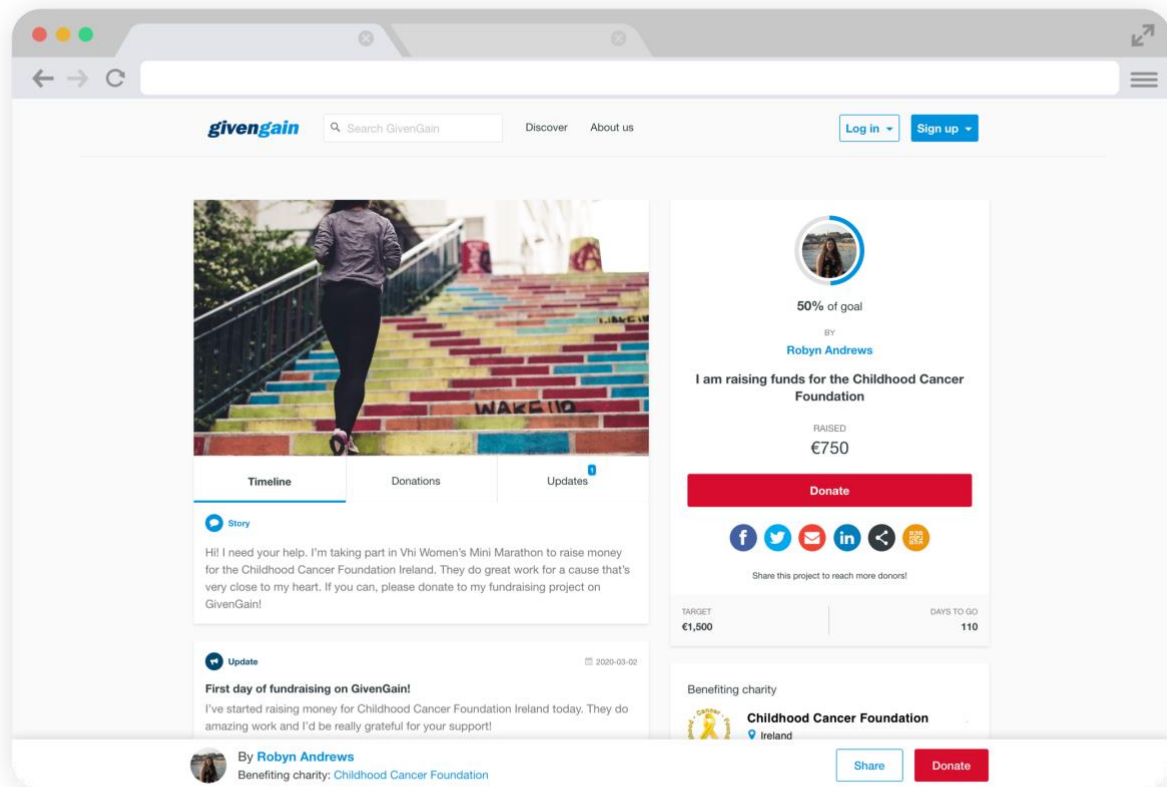 givengain
Search GivenGain
Discover
About us
Log in
Sign up
WAKE UP
Timeline
Donations
Updates
1
Story
Hi! I need your help. I'm taking part in Vhi Women's Mini Marathon to raise money
for the Childhood Cancer Foundation Ireland. They do great work for a cause that's
very close to my heart. If you can, please donate to my fundraising project on
GivenGain!
Update
2020-03-02
First day of fundraising on GivenGain!
I've started raising money for Childhood Cancer Foundation Ireland today. They do
amazing work and I'd be really grateful for your support!
50% of goal
BY
Robyn Andrews
I am raising funds for the Childhood Cancer
Foundation
RAISED
€750
Donate
Share this project to reach more donors!
TARGET
€1,500
DAYS TO GO
110
Benefiting charity
Childhood Cancer Foundation
Ireland
By Robyn Andrews
Benefiting charity: Childhood Cancer Foundation
Share
Donate